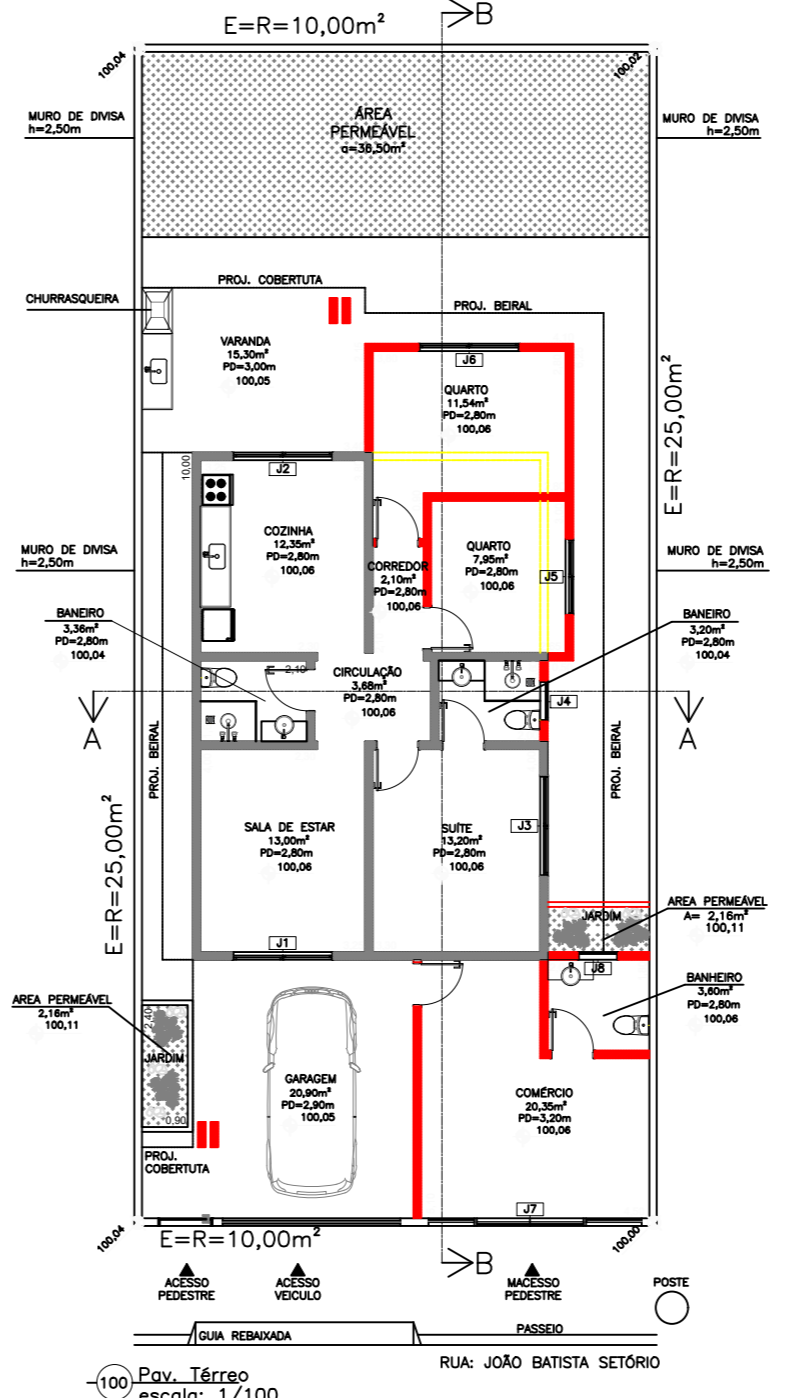 B
E=R=10,00m²
100,04
100,02
ÁREA
PERMEÁVEL
a=36,50m²
MURO DE DIVISA
h=2,50m
MURO DE DIVISA
h=2,50m
PROJ. COBERTUTA
CHURRASQUEIRA
PROJ. BEIRAL
VARANDA
15,30m²
PD=3,00m
100,05
J6
E=R=25,00m²
QUARTO
11,54m²
PD=2,80m
100,06
10,00
J2
COZINHA
12,35m²
PD=2,80m
100,06
QUARTO
7,95m²
PD=2,80m
100,06
J5
CORREDOR
2,10m²
PD=2,80m
100,06
MURO DE DIVISA
h=2,50m
MURO DE DIVISA
h=2,50m
BANEIRO
3,36m²
PD=2,80m
100,04
BANEIRO
3,20m²
PD=2,80m
100,04
2,10
CIRCULAÇÃO
3,68m²
PD=2,80m
100,06
J4
A
A
PROJ. BEIRAL
PROJ. BEIRAL
E=R=25,00m²
SALA DE ESTAR
13,00m²
PD=2,80m
100,06
SUÍTE
13,20m²
PD=2,80m
100,06
J3
AREA PERMEÁVEL
A= 2,16m²
100,11
JARDIM
J1
J8
BANHEIRO
3,60m²
PD=2,80m
100,06
AREA PERMEÁVEL
2,16m²
100,11
2,40
JARDIM
0,90
GARAGEM
20,90m²
PD=2,90m
100,05
COMÉRCIO
20,35m²
PD=3,20m
100,06
PROJ.
COBERTUTA
J7
100,04
E=R=10,00m²
100,00
B
ACESSO
PEDESTRE
ACESSO
VEICULO
MACESSO
PEDESTRE
POSTE
GUIA REBAIXADA
PASSEIO
RUA: JOÃO BATISTA SETÓRIO
100
Pav. Térreo
escala: 1/100